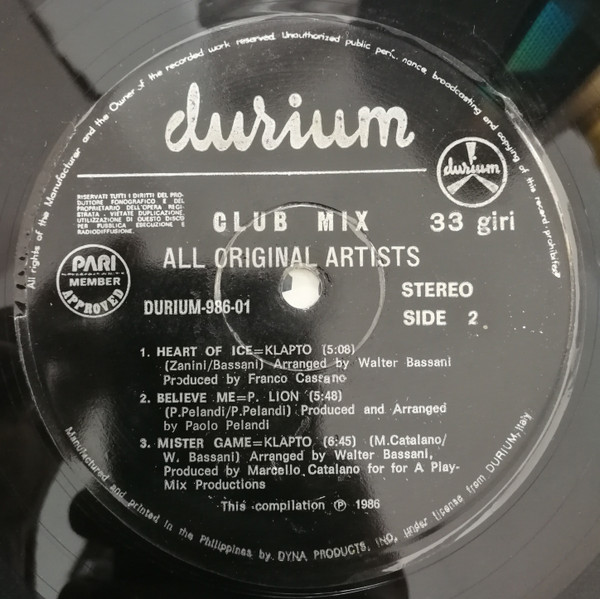 All rights of the Manufacturer and the Owner of the recorded work reserved. Unauthorized public performance, broadcasting and copying of this record prohibited
durium
durium
RISERVATI TUTTI I DIRITTI DEL PRO-
DUTTORE FONOGRAFICO E DEL
PROPRIETARIO DELL'OPERA REGI-
STRATA - VIETATE DUPLICAZIONE,
UTILIZZAZIONE DI QUESTO DISCO
PER PUBBLICA ESECUZIONE E
RADIODIFFUSIONE.
CLUB MIX
33 giri
ALL ORIGINAL ARTISTS
PARI
MEMBER
APPROVED
DURIUM-986-01
STEREO
SIDE 2
1. HEART OF ICE=KLAPTO (5:08)
(Zanini/Bassani) Arranged by Walter Bassani
Produced by Franco Cassano
2. BELIEVE ME=P. LION (5:48)
(P.Pelandi/P.Pelandi) Produced and Arranged
by Paolo Pelandi
3. MISTER GAME=KLAPTO (6:45) (M.Catalano/
W. Bassani) Arranged by Walter Bassani,
Produced by Marcello Catalano for for A Play-
Mix Productions
This compilation ℗ 1986
Manufactured and printed in the Philippines by DYNA PRODUCTS, INC. under license from DURIUM, Italy